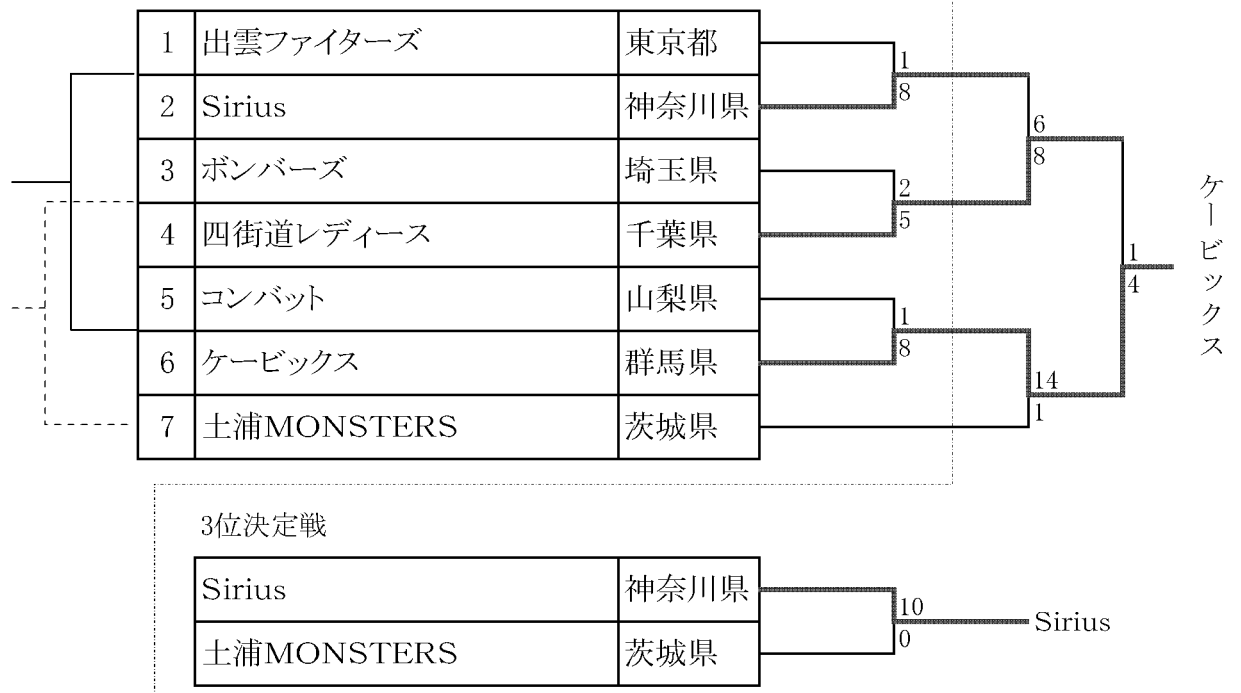 1 出雲ファイターズ 東京都
2 Sirius 神奈川県
3 ボンバーズ 埼玉県
4 四街道レディース 千葉県
5 コンバット 山梨県
6 ケービックス 群馬県
7 土浦MONSTERS 茨城県
1
8
2
5
1
8
6
8
14
1
1
4
ケービックス
3位決定戦
Sirius 神奈川県
土浦MONSTERS 茨城県
10
0
Sirius